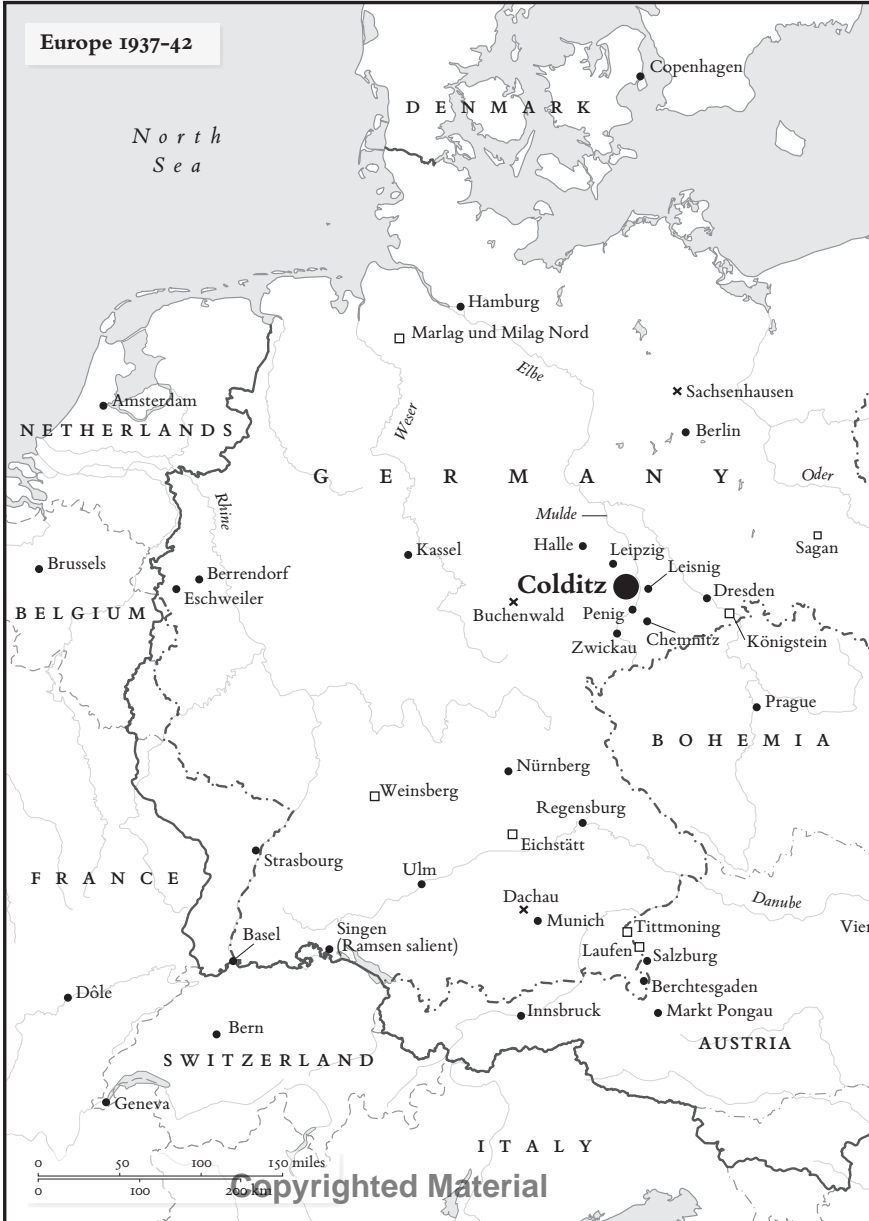 Europe 1937-42
Copenhagen
DENMARK
North
Sea
Hamburg
Marlag und Milag Nord
Elbe
Sachsenhausen
Amsterdam
Weser
NETHERLANDS
Berlin
GERMANY
Oder
Rhine
Mulde
Halle
Sagan
Kassel
Leipzig
Brussels
Leisnig
Berrendorf
Colditz
Eschweiler
Dresden
BELGIUM
Buchenwald
Penig
Chemnitz
Königstein
Zwickau
Prague
BOHEMIA
Nürnberg
Weinsberg
Regensburg
Eichstätt
Strasbourg
Ulm
FRANCE
Dachau
Danube
Munich
Tittmoning
Vier
Basel
Singen
(Ramsen salient)
Laufen
Salzburg
Berchtesgaden
Dôle
Innsbruck
Markt Pongau
Bern
AUSTRIA
SWITZERLAND
Geneva
ITALY
0 50 100 150 miles
0 100 200 km
Copyrighted Material